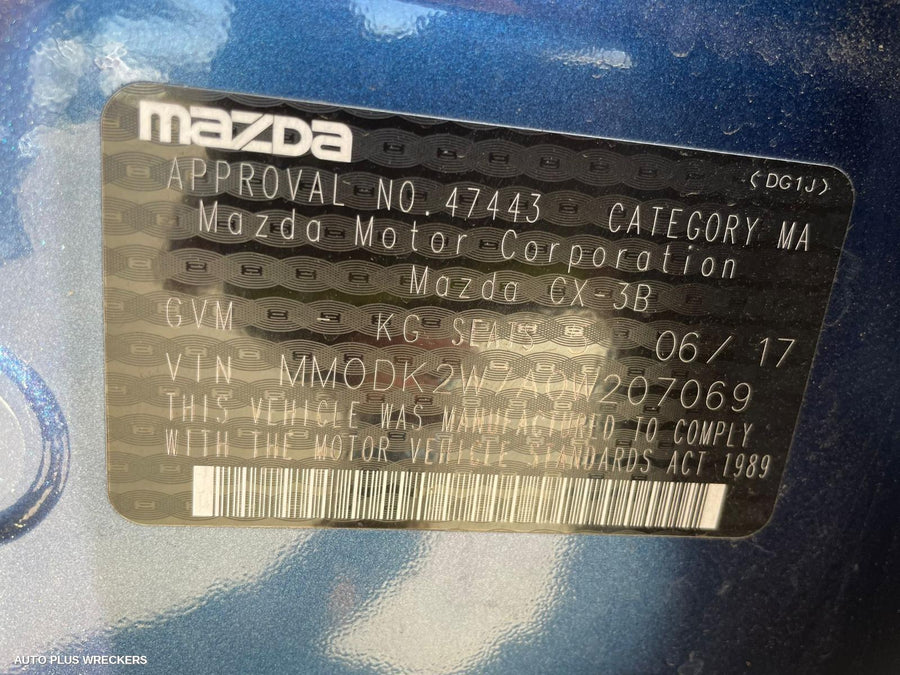 mazda
(DG1J)
APPROVAL NO. 47443 CATEGORY MA
Mazda Motor Corporation
Mazda CX-3B
GVM - KG SEATS 06/17
VIN MM0DK2W7A0W207069
THIS VEHICLE WAS MANUFACTURED TO COMPLY
WITH THE MOTOR VEHICLE STANDARDS ACT 1989
AUTO PLUS WRECKERS